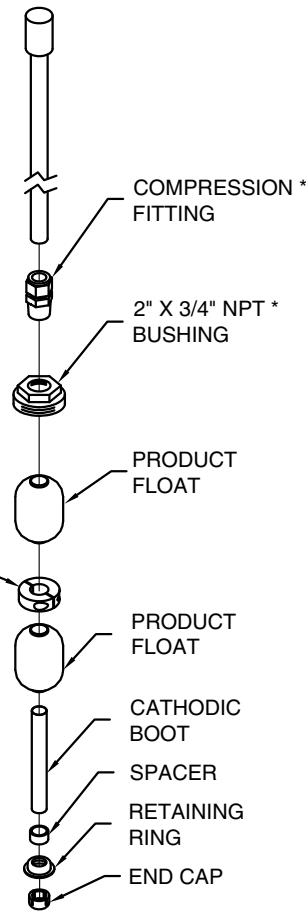 COMPRESSION *
FITTING
2" X 3/4" NPT *
BUSHING
PRODUCT
FLOAT
PRODUCT
FLOAT
CATHODIC
BOOT
SPACER
RETAINING
RING
END CAP